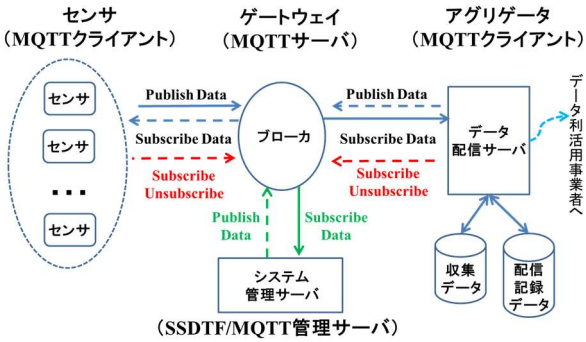 センサ
(MQTTクライアント)
ゲートウェイ
(MQTTサーバ)
アグリゲータ
(MQTTクライアント)
センサ
センサ
...
センサ
Publish Data
Subscribe Data
Subscribe
Unsubscribe
ブローカ
Publish Data
Subscribe Data
Subscribe
Unsubscribe
データ
配信サーバ
データ利活用事業者へ
Publish
Data
Subscribe
Data
システム
管理サーバ
(SSDTF/MQTT管理サーバ)
収集
データ
配信
記録
データ